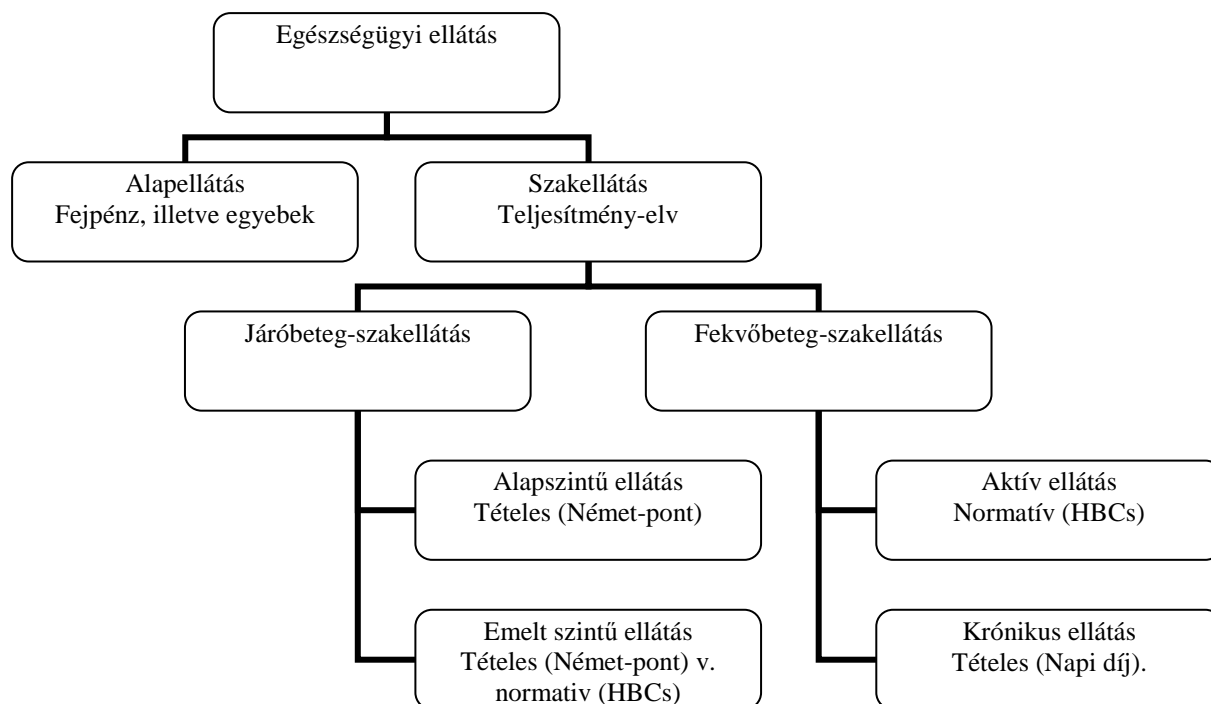 Egészségügyi ellátás
Alapellátás
Fejpénz, illetve egyebek
Szakellátás
Teljesítmény-elv
Járóbeteg-szakellátás
Fekvőbeteg-szakellátás
Alapszintű ellátás
Tételes (Német-pont)
Aktív ellátás
Normatív (HBCs)
Emelt szintű ellátás
Tételes (Német-pont) v.
normativ (HBCs)
Krónikus ellátás
Tételes (Napi díj).